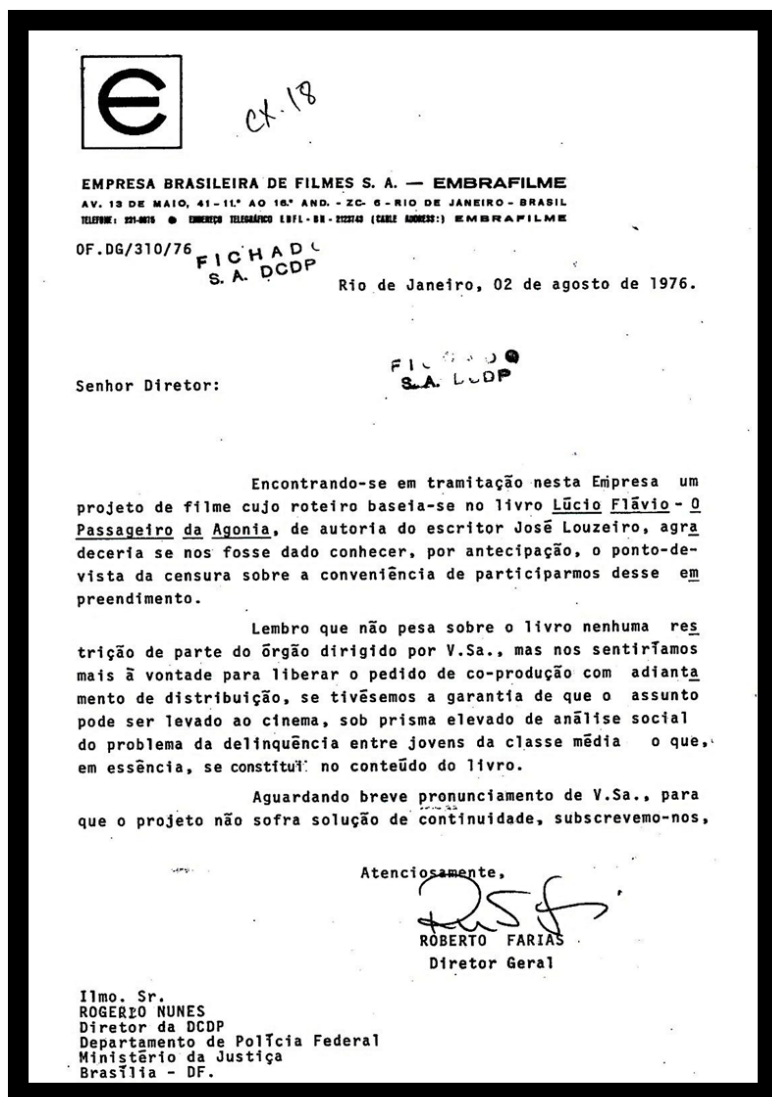 e
CX. 18
EMPRESA BRASILEIRA DE FILMES S. A. — EMBRAFILME
AV. 13 DE MAIO, 41 - 11.º AO 16.º AND. - ZC- 6 - RIO DE JANEIRO - BRASIL
TELEFONE: ENDEREÇO TELEGRÁFICO (CABLE ADDRESS:) EMBRAFILME
OF.DG/310/76
FICHADO
S. A. DCDP
Rio de Janeiro, 02 de agosto de 1976.
S.A.
Senhor Diretor:
Encontrando-se em tramitação nesta Empresa um
projeto de filme cujo roteiro baseia-se no livro Lúcio Flávio - O
Passageiro da Agonia, de autoria do escritor José Louzeiro, agra
deceria se nos fosse dado conhecer, por antecipação, o ponto-de-
vista da censura sobre a conveniência de participarmos desse em
preendimento.
Lembro que não pesa sobre o livro nenhuma res
trição de parte do órgão dirigido por V.Sa., mas nos sentiríamos
mais à vontade para liberar o pedido de co-produção com adianta
mento de distribuição, se tivésemos a garantia de que o assunto
pode ser levado ao cinema, sob prisma elevado de análise social
do problema da delinquência entre jovens da classe média o que,
em essência, se constitui no conteúdo do livro.
Aguardando breve pronunciamento de V.Sa., para
que o projeto não sofra solução de continuidade, subscrevemo-nos,
Atenciosamente,
ROBERTO FARIAS
Diretor Geral
Ilmo. Sr.
ROGERIO NUNES
Diretor da DCDP
Departamento de Polícia Federal
Ministério da Justiça
Brasília - DF.